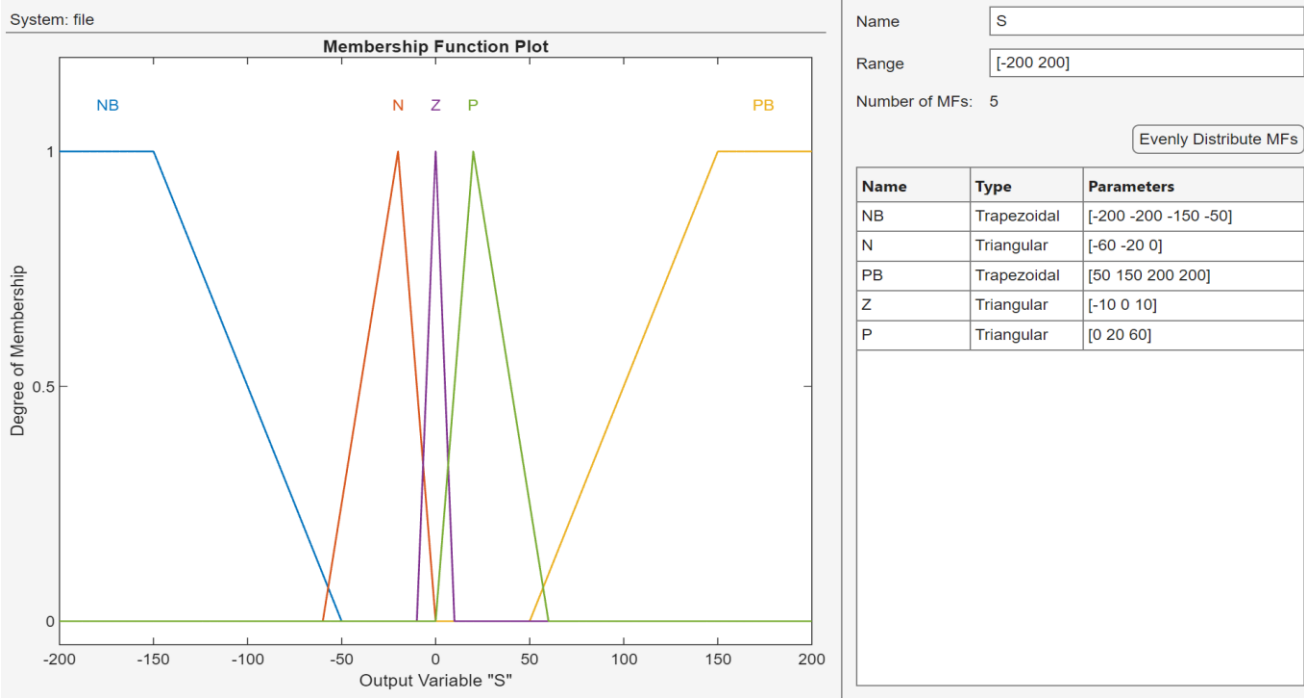 System: file
Membership Function Plot
NB N Z P PB
1
0.5
0
Degree of Membership
-200 -150 -100 -50 0 50 100 150 200
Output Variable "S"
Name S
Range [-200 200]
Number of MFs: 5
Evenly Distribute MFs
Name Type Parameters
NB Trapezoidal [-200 -200 -150 -50]
N Triangular [-60 -20 0]
PB Trapezoidal [50 150 200 200]
Z Triangular [-10 0 10]
P Triangular [0 20 60]